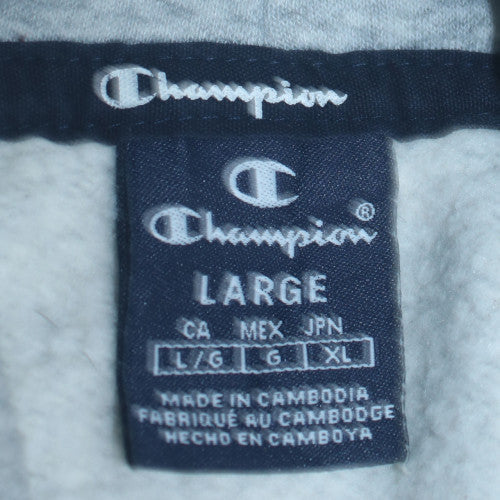 Champion
C
Champion®
LARGE
CA MEX JPN
L/G G XL
MADE IN CAMBODIA
FABRIQUÉ AU CAMBODGE
HECHO EN CAMBOYA